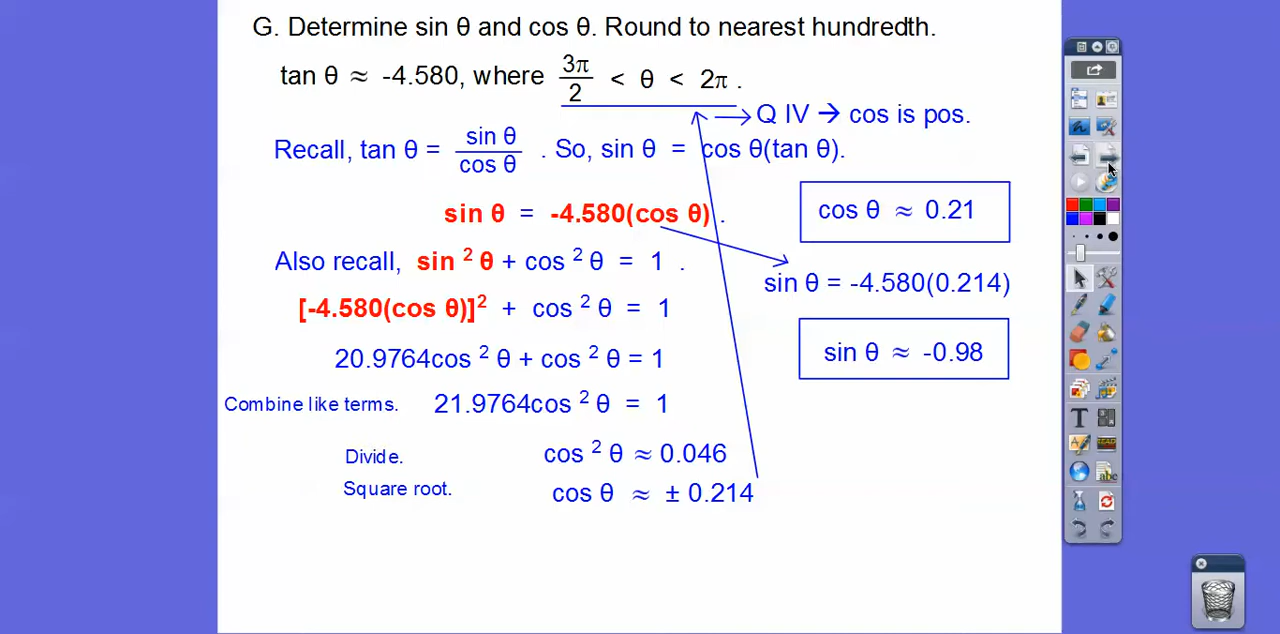 G. Determine sin θ and cos θ. Round to nearest hundredth.
tan θ ≈ -4.580, where 3π/2 < θ < 2π .
→ Q IV → cos is pos.
Recall, tan θ = sin θ/cos θ . So, sin θ = cos θ(tan θ).
sin θ = -4.580(cos θ) .
cos θ ≈ 0.21
Also recall, sin ² θ + cos ² θ = 1 .
sin θ = -4.580(0.214)
[-4.580(cos θ)]² + cos ² θ = 1
sin θ ≈ -0.98
20.9764cos ² θ + cos ² θ = 1
Combine like terms. 21.9764cos ² θ = 1
Divide. cos ² θ ≈ 0.046
Square root. cos θ ≈ ± 0.214